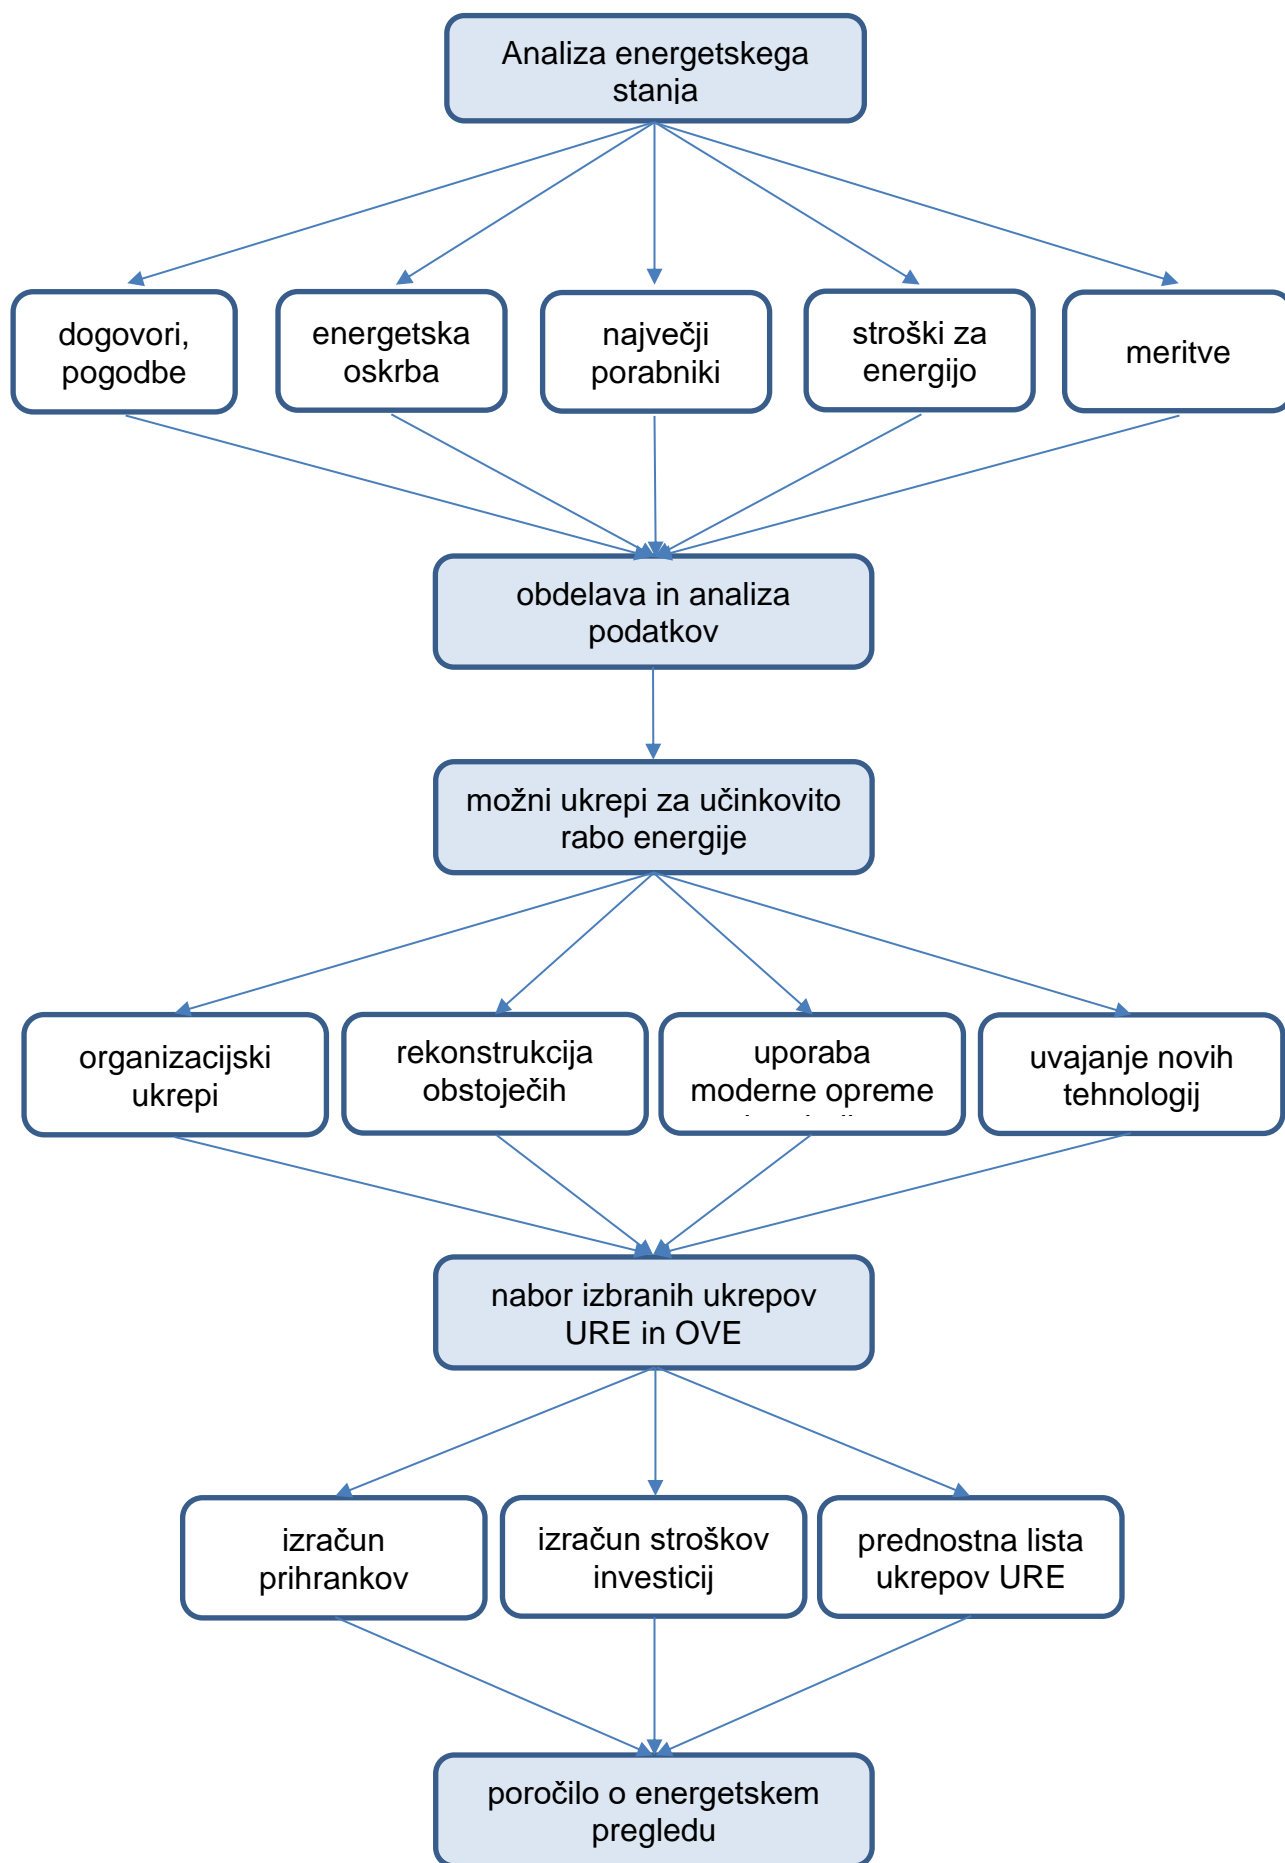 Analiza energetskega
stanja
dogovori,
pogodbe
energetska
oskrba
največji
porabniki
stroški za
energijo
meritve
obdelava in analiza
podatkov
možni ukrepi za učinkovito
rabo energije
organizacijski
ukrepi
rekonstrukcija
obstoječih
uporaba
moderne opreme
uvajanje novih
tehnologij
nabor izbranih ukrepov
URE in OVE
izračun
prihrankov
izračun stroškov
investicij
prednostna lista
ukrepov URE
poročilo o energetskem
pregledu